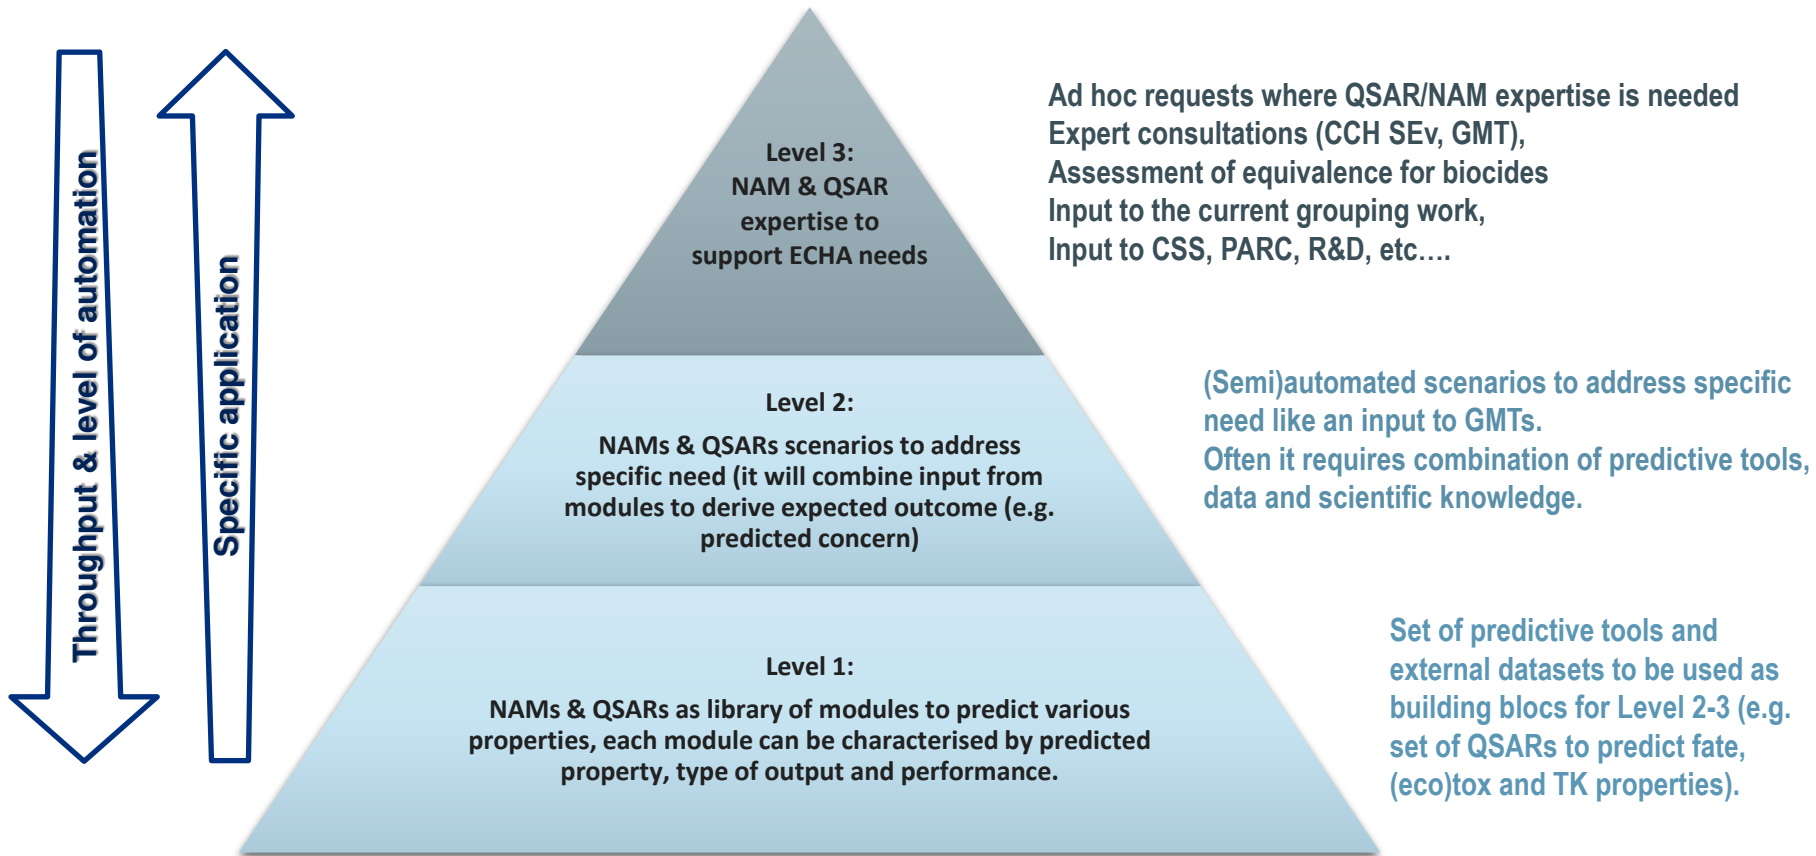 Throughput & level of automation
Specific application
Level 3:
NAM & QSAR
expertise to
support ECHA needs
Ad hoc requests where QSAR/NAM expertise is needed
Expert consultations (CCH SEv, GMT),
Assessment of equivalence for biocides
Input to the current grouping work,
Input to CSS, PARC, R&D, etc….
Level 2:
NAMs & QSARs scenarios to address
specific need (it will combine input from
modules to derive expected outcome (e.g.
predicted concern)
(Semi)automated scenarios to address specific
need like an input to GMTs.
Often it requires combination of predictive tools,
data and scientific knowledge.
Level 1:
NAMs & QSARs as library of modules to predict various
properties, each module can be characterised by predicted
property, type of output and performance.
Set of predictive tools and
external datasets to be used as
building blocs for Level 2-3 (e.g.
set of QSARs to predict fate,
(eco)tox and TK properties).